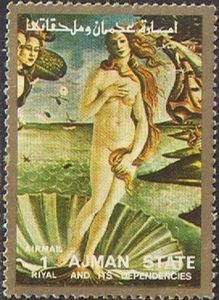 امارة عجمان وملحقاتها
AIRMAIL
1 AJMAN STATE
RIYAL AND ITS DEPENDENCIES